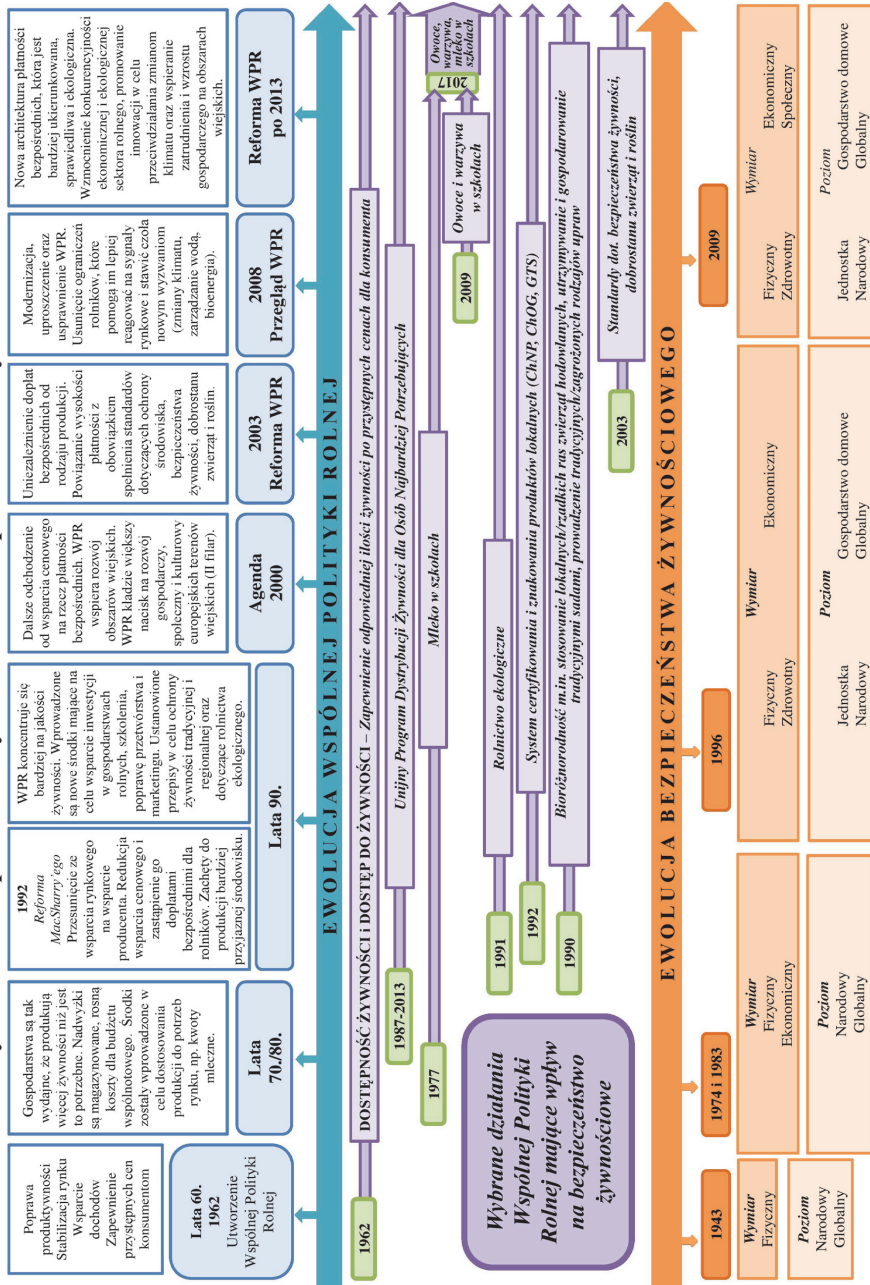 Poprawa
produktywności
Stabilizacja rynku
Wsparcie
dochodów
Zapewnienie
przystępnych cen
konsumentom
Lata 60.
1962
Utworzenie
Wspólnej Polityki
Rolnej
Gospodarstwa są tak
wydajne, że produkują
więcej żywności niż jest
to potrzebne. Nadwyżki
są magazynowane, rosną
koszty dla budżetu
wspólnotowego. Środki
zostały wprowadzone w
celu dostosowania
produkcji do potrzeb
rynku, np. kwoty
mleczne.
Lata
70./80.
1992
Reforma
MacSharry'ego
Przesunięcie ze
wsparcia rynkowego
na wsparcie
producenta. Redukcja
wsparcia cenowego i
zastąpienie go
dopłatami
bezpośrednimi dla
rolników. Zachęty do
produkcji bardziej
przyjaznej środowisku.
WPR koncentruje się
bardziej na jakości
żywności. Wprowadzone
są nowe środki mające na
celu wsparcie inwestycji
w gospodarstwach
rolnych, szkolenia,
poprawę przetwórstwa i
marketingu. Ustanowione
przepisy w celu ochrony
żywności tradycyjnej i
regionalnej oraz
dotyczące rolnictwa
ekologicznego.
Lata 90.
Dalsze odchodzenie
od wsparcia cenowego
na rzecz płatności
bezpośrednich. WPR
wspiera rozwój
obszarów wiejskich.
WPR kładzie większy
nacisk na rozwój
gospodarczy,
społeczny i kulturowy
europejskich terenów
wiejskich (II filar).
Agenda
2000
Uniezależnienie dopłat
bezpośrednich od
rodzaju produkcji.
Powiązanie wysokości
płatności z
obowiązkiem
spełnienia standardów
dotyczących ochrony
środowiska,
bezpieczeństwa
żywności, dobrostanu
zwierząt i roślin.
2003
Reforma WPR
Modernizacja,
uproszczenie oraz
usprawnienie WPR.
Usunięcie ograniczeń
rolników, które
pomogą im lepiej
reagować na sygnały
rynkowe i stawić czoła
nowym wyzwaniom
(zmiany klimatu,
zarządzanie wodą,
bioenergia).
2008
Przegląd WPR
Nowa architektura płatności
bezpośrednich, która jest
bardziej ukierunkowana,
sprawiedliwa i ekologiczna.
Wzmocnienie konkurencyjności
ekonomicznej i ekologicznej
sektora rolnego, promowanie
innowacji w celu
przeciwdziałania zmianom
klimatu oraz wspieranie
zatrudnienia i wzrostu
gospodarczego na obszarach
wiejskich.
Reforma WPR
po 2013
EWOLUCJA WSPÓLNEJ POLITYKI ROLNEJ
1962
DOSTĘPNOŚĆ ŻYWNOŚCI i DOSTĘP DO ŻYWNOŚCI – Zapewnienie odpowiedniej ilości żywności po przystępnych cenach dla konsumenta
1987-2013
Unijny Program Dystrybucji Żywności dla Osób Najbardziej Potrzebujących
1977
Mleko w szkołach
2009
Owoce i warzywa
w szkołach
2017
Owoce,
warzywa,
mleko w
szkołach
1991
Rolnictwo ekologiczne
1992
System certyfikowania i znakowania produktów lokalnych (ChNP, ChOG, GTS)
1990
Bioróżnorodność m.in. stosowanie lokalnych/rzadkich ras zwierząt hodowlanych, utrzymywanie i gospodarowanie
tradycyjnymi sadami, prowadzenie tradycyjnych/zagrożonych rodzajów upraw
2003
Standardy dot. bezpieczeństwa żywności,
dobrostanu zwierząt i roślin
Wybrane działania
Wspólnej Polityki
Rolnej mające wpływ
na bezpieczeństwo
żywnościowe
EWOLUCJA BEZPIECZEŃSTWA ŻYWNOŚCIOWEGO
1943
Wymiar
Fizyczny
Poziom
Narodowy
Globalny
1974 i 1983
Wymiar
Fizyczny
Ekonomiczny
Poziom
Narodowy
Globalny
1996
Wymiar
Fizyczny Ekonomiczny
Zdrowotny
Poziom
Jednostka Gospodarstwo domowe
Narodowy Globalny
2009
Wymiar
Fizyczny Ekonomiczny
Zdrowotny Społeczny
Poziom
Jednostka Gospodarstwo domowe
Narodowy Globalny